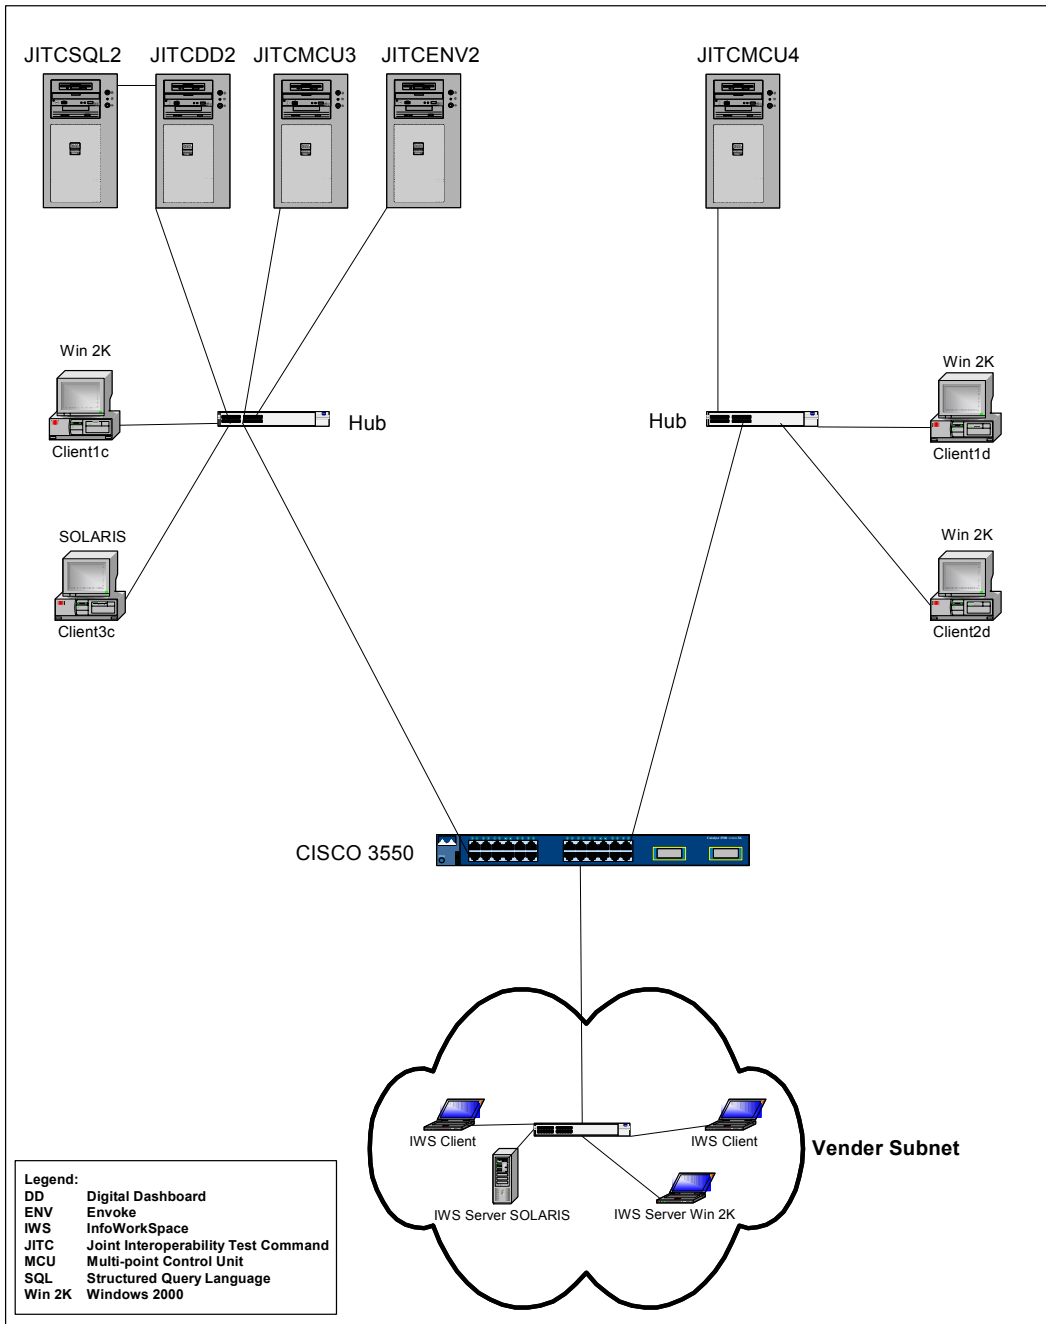 JITCSQL2 JITCDD2 JITCMCU3 JITCENV2 JITCMCU4
Win 2K
Client1c
Hub
Hub
Win 2K
Client1d
SOLARIS
Client3c
Win 2K
Client2d
CISCO 3550
IWS Client
IWS Client
IWS Server SOLARIS
IWS Server Win 2K
Vender Subnet
Legend:
DD Digital Dashboard
ENV Envoke
IWS InfoWorkSpace
JITC Joint Interoperability Test Command
MCU Multi-point Control Unit
SQL Structured Query Language
Win 2K Windows 2000